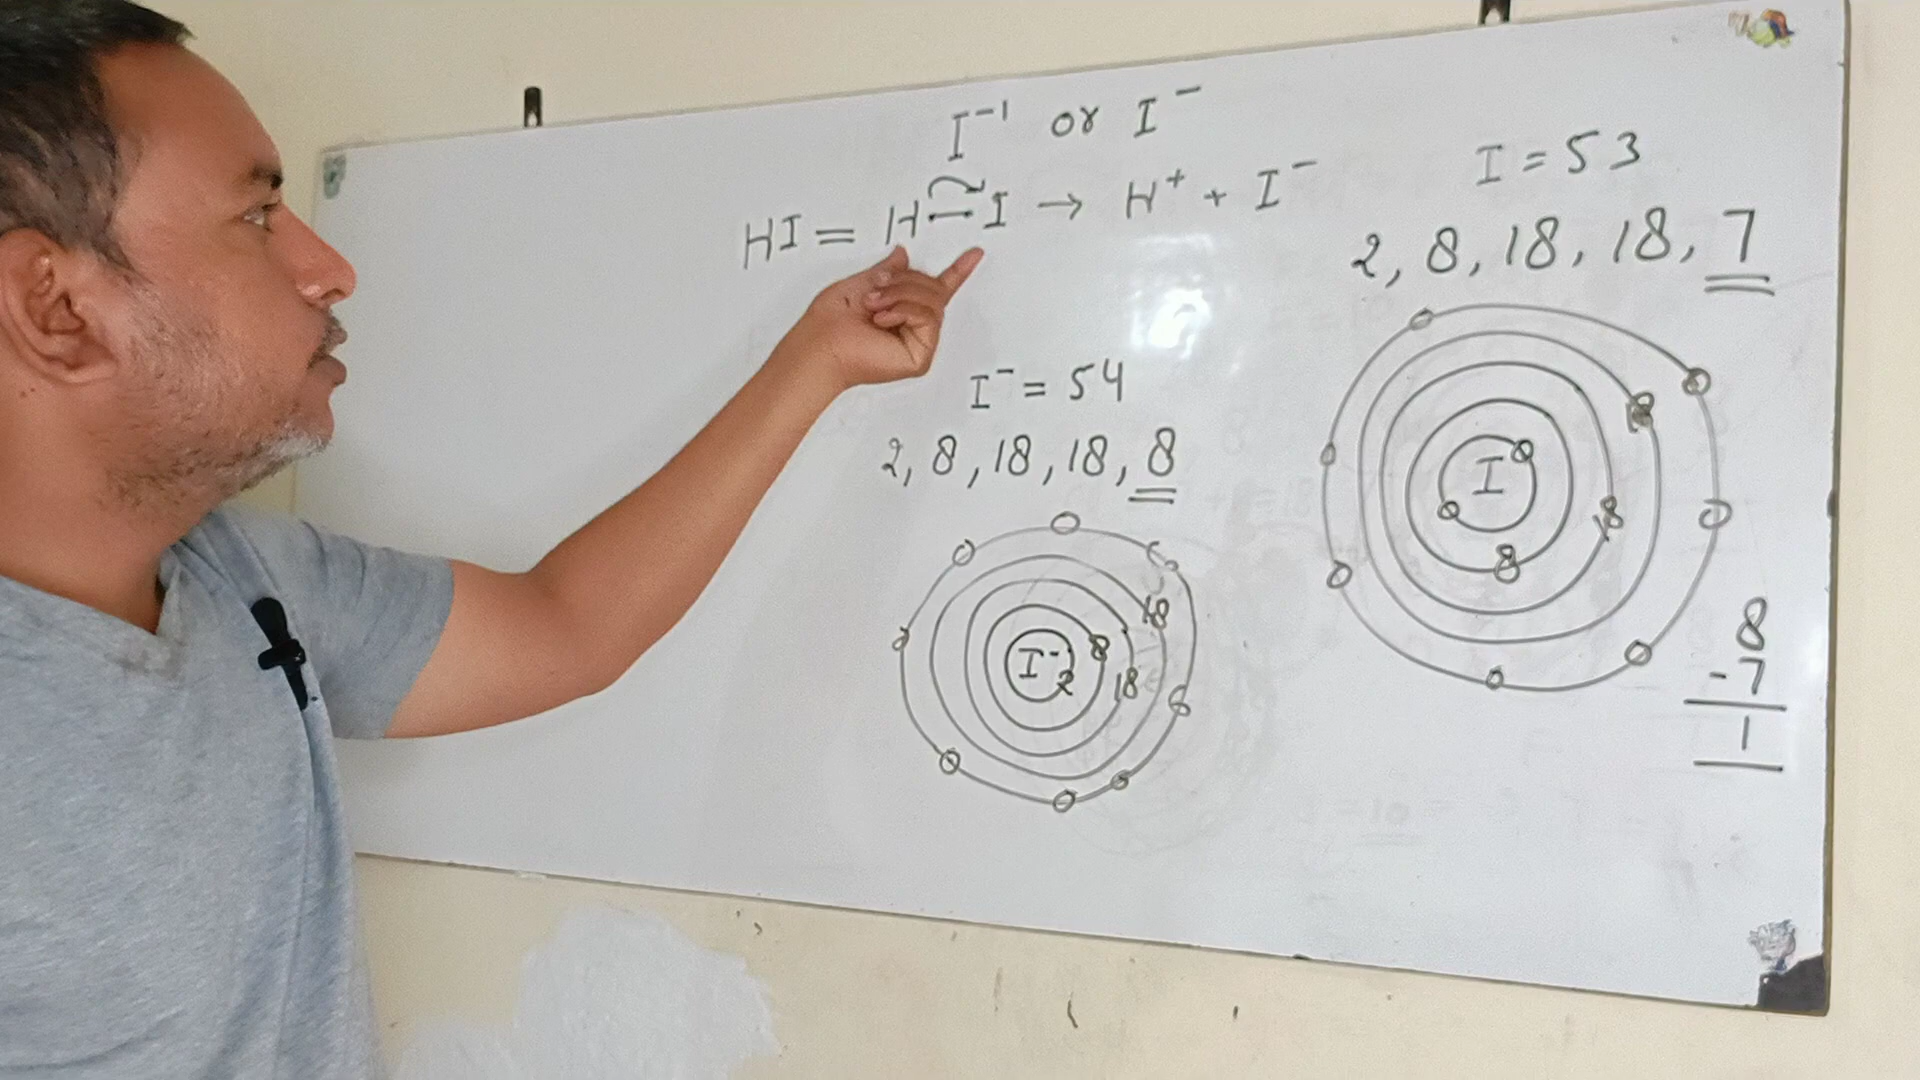 I⁻¹ or I⁻
HI = H—I → H⁺ + I⁻
I = 53
2, 8, 18, 18, 7
I⁻ = 54
2, 8, 18, 18, 8
I
8
18
18
I⁻
2
8
18
18
8
- 7
1